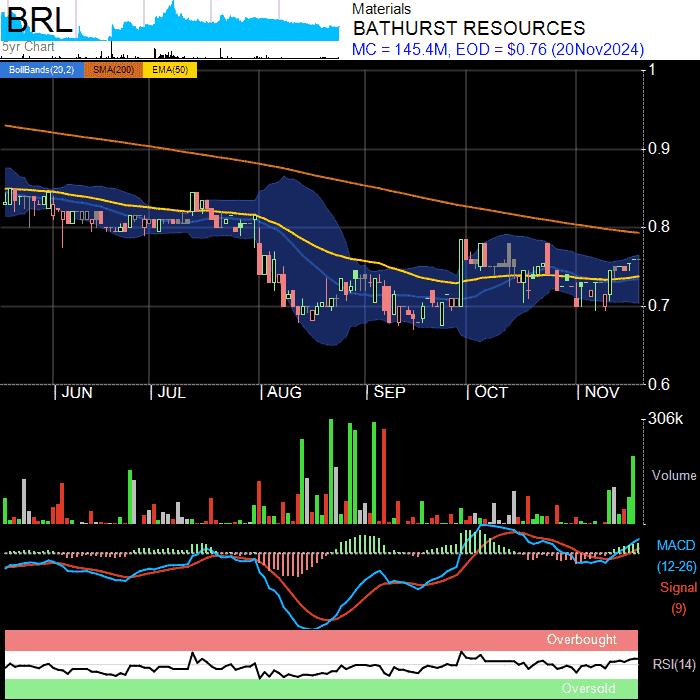 BRL
5yr Chart
Materials
BATHURST RESOURCES
MC = 145.4M, EOD = $0.76 (20Nov2024)
BollBands(20,2) SMA(200) EMA(50)
1
0.9
0.8
0.7
0.6
JUN JUL AUG SEP OCT NOV
306k
Volume
MACD
(12-26)
Signal
(9)
Overbought
RSI(14)
Oversold